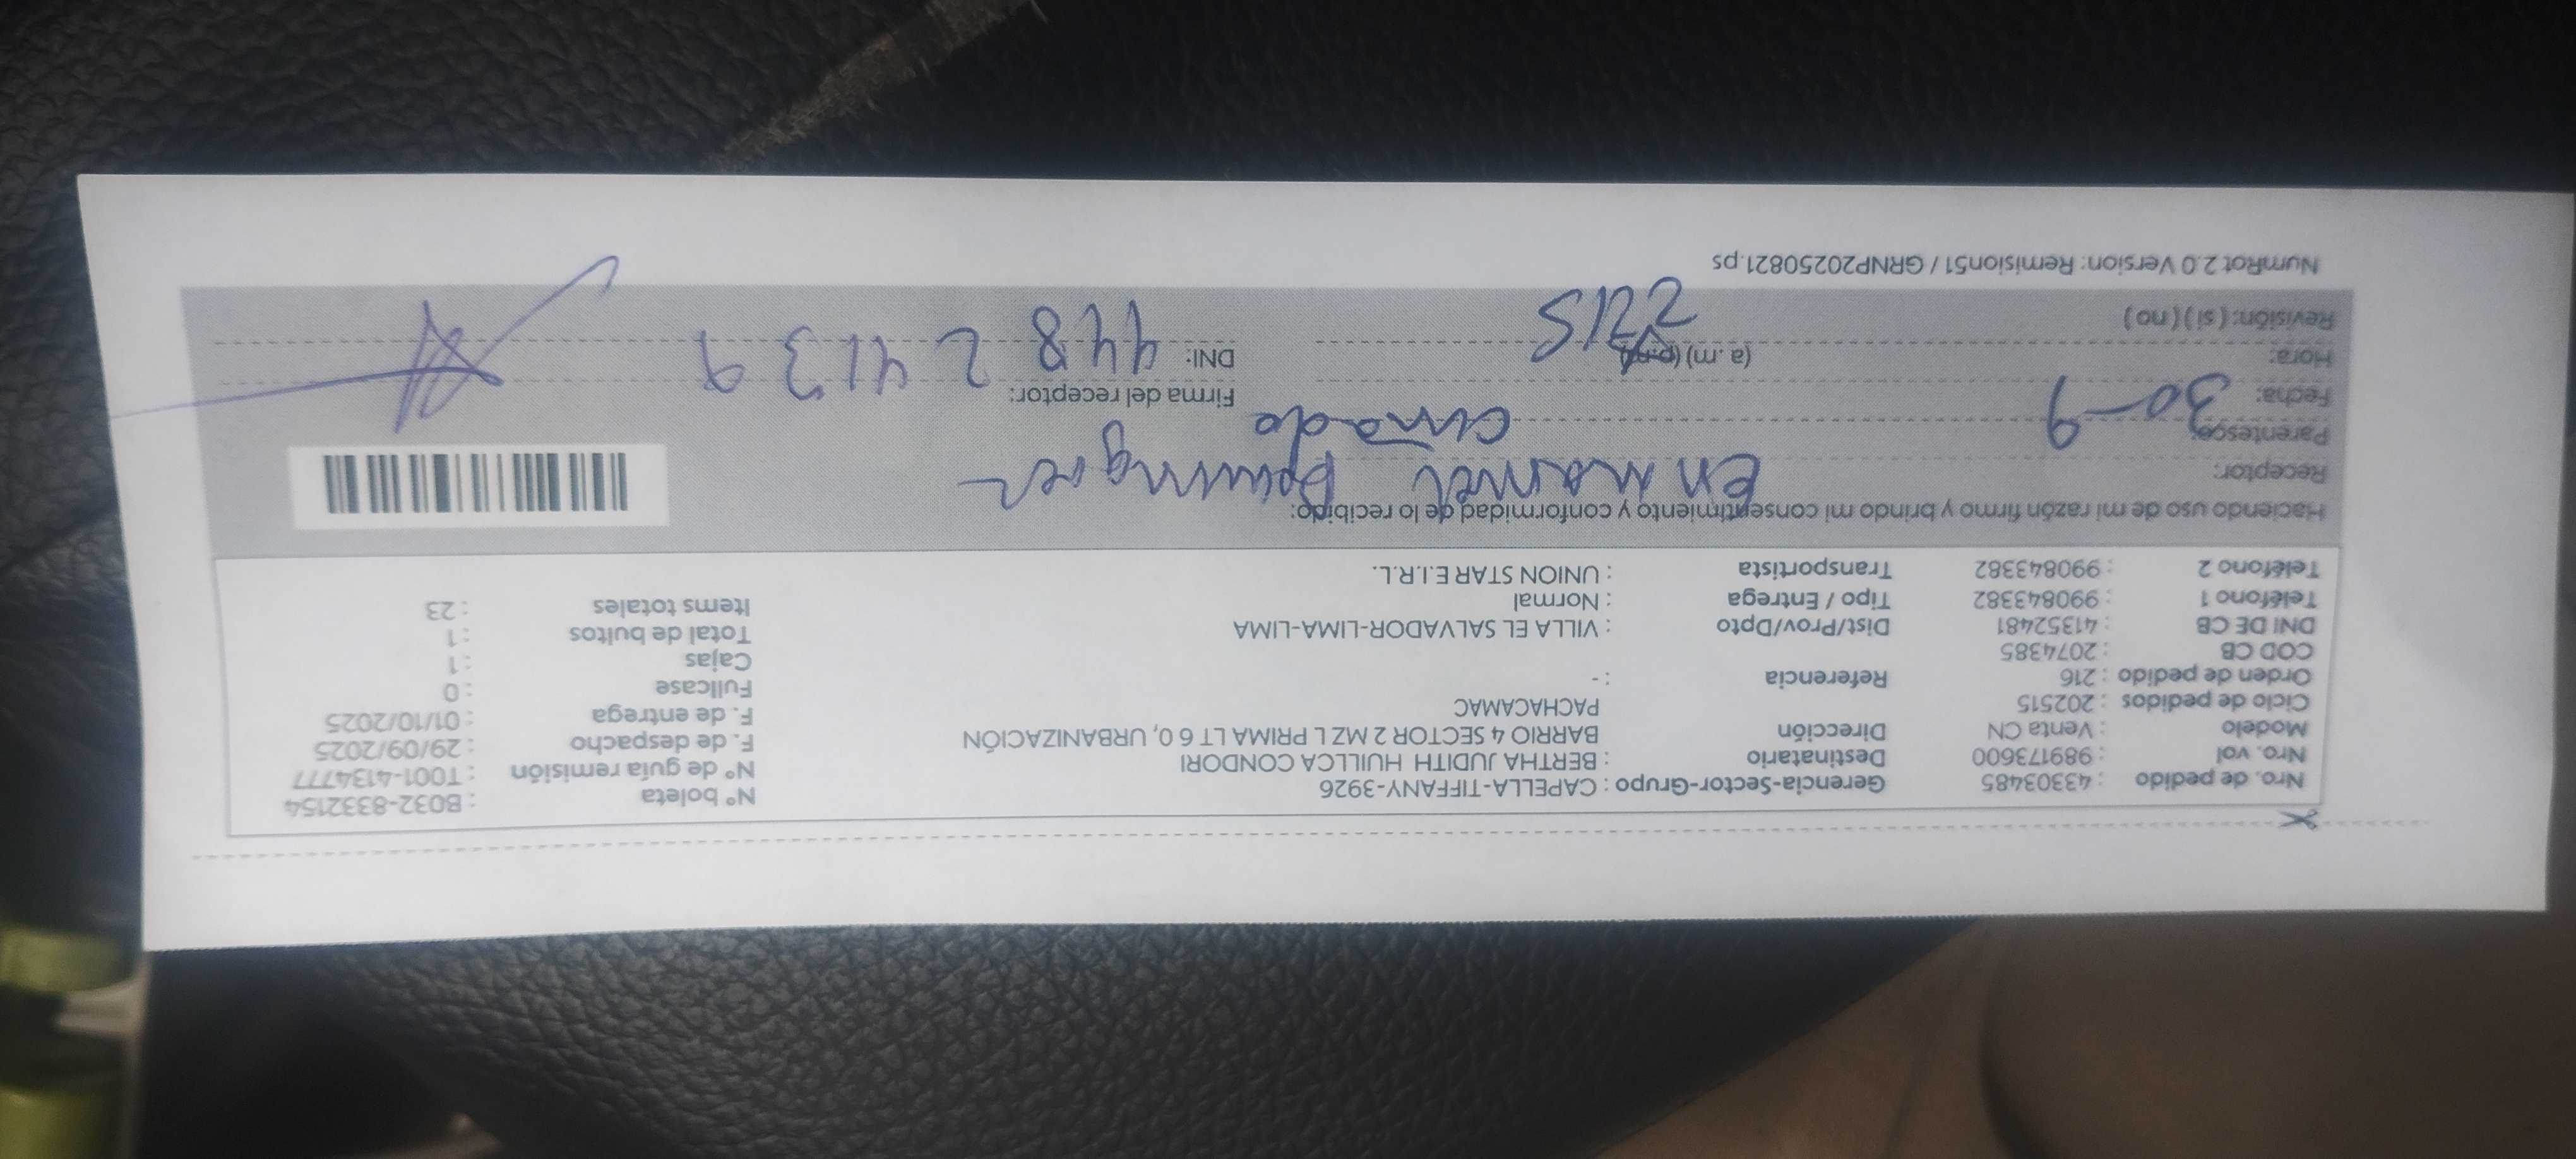 Nro. de pedido : 43303485 Gerencia-Sector-Grupo : CAPELLA-TIFFANY-3926 N° boleta : B032-8332154
Nro. vol : 989173600 Destinatario : BERTHA JUDITH HUILLCA CONDORI N° de guía remisión : T001-4134777
Modelo : Venta CN Dirección BARRIO 4 SECTOR 2 MZ L PRIMA LT 6 0, URBANIZACIÓN F. de despacho : 29/09/2025
Ciclo de pedidos : 202515 PACHACAMAC F. de entrega : 01/10/2025
Orden de pedido : 216 Referencia : - Fullcase : 0
COD CB : 2074385 Cajas : 1
DNI DE CB : 41352481 Dist/Prov/Dpto : VILLA EL SALVADOR-LIMA-LIMA Total de bultos : 1
Teléfono 1 : 990843382 Tipo / Entrega : Normal Items totales : 23
Teléfono 2 : 990843382 Transportista : UNION STAR E.I.R.L.
Haciendo uso de mi razón firmo y brindo mi consentimiento y conformidad de lo recibido:
Receptor:
Parentesco: cuñado
Fecha: 30-9 Firma del receptor:
Hora: 2215 (a. m) (p.m) DNI: 44824139
Revisión: ( si ) ( no )
NumRot 2.0 Version: Remision51 / GRNP20250821.ps